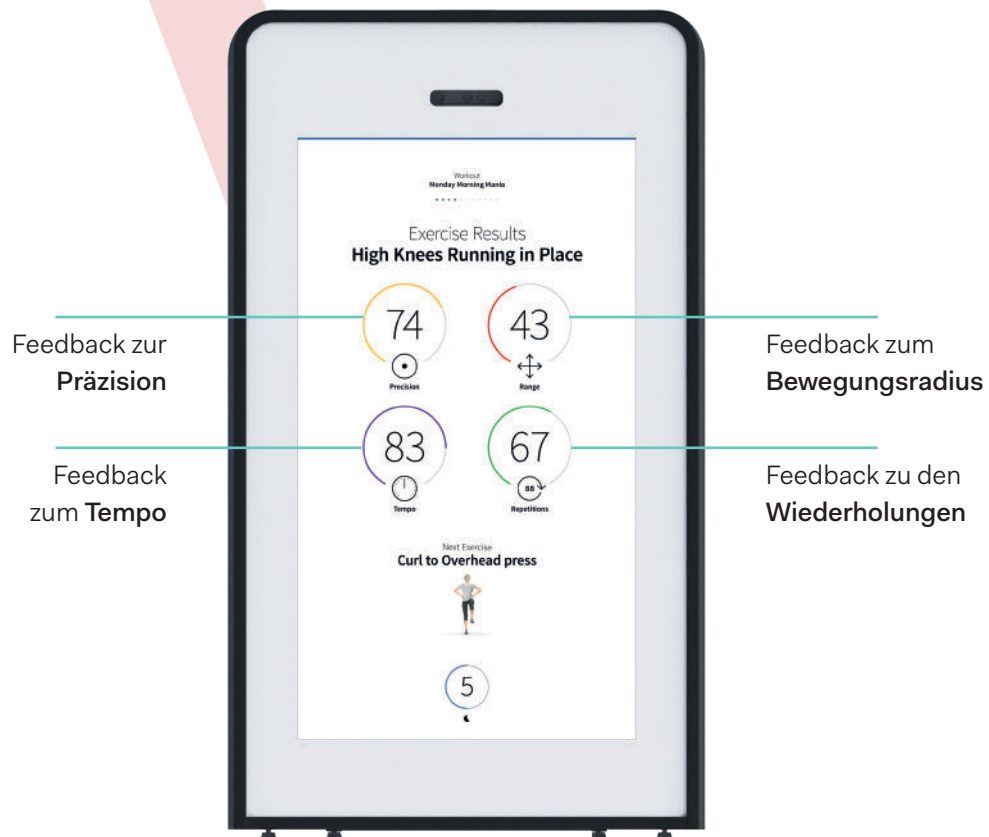 Workout
Monday Morning Mania
Exercise Results
High Knees Running in Place
74
Precision
43
Range
83
Tempo
67
88
Repetitions
Feedback zur
Präzision
Feedback zum
Bewegungsradius
Feedback
zum Tempo
Feedback zu den
Wiederholungen
Next Exercise
Curl to Overhead press
5